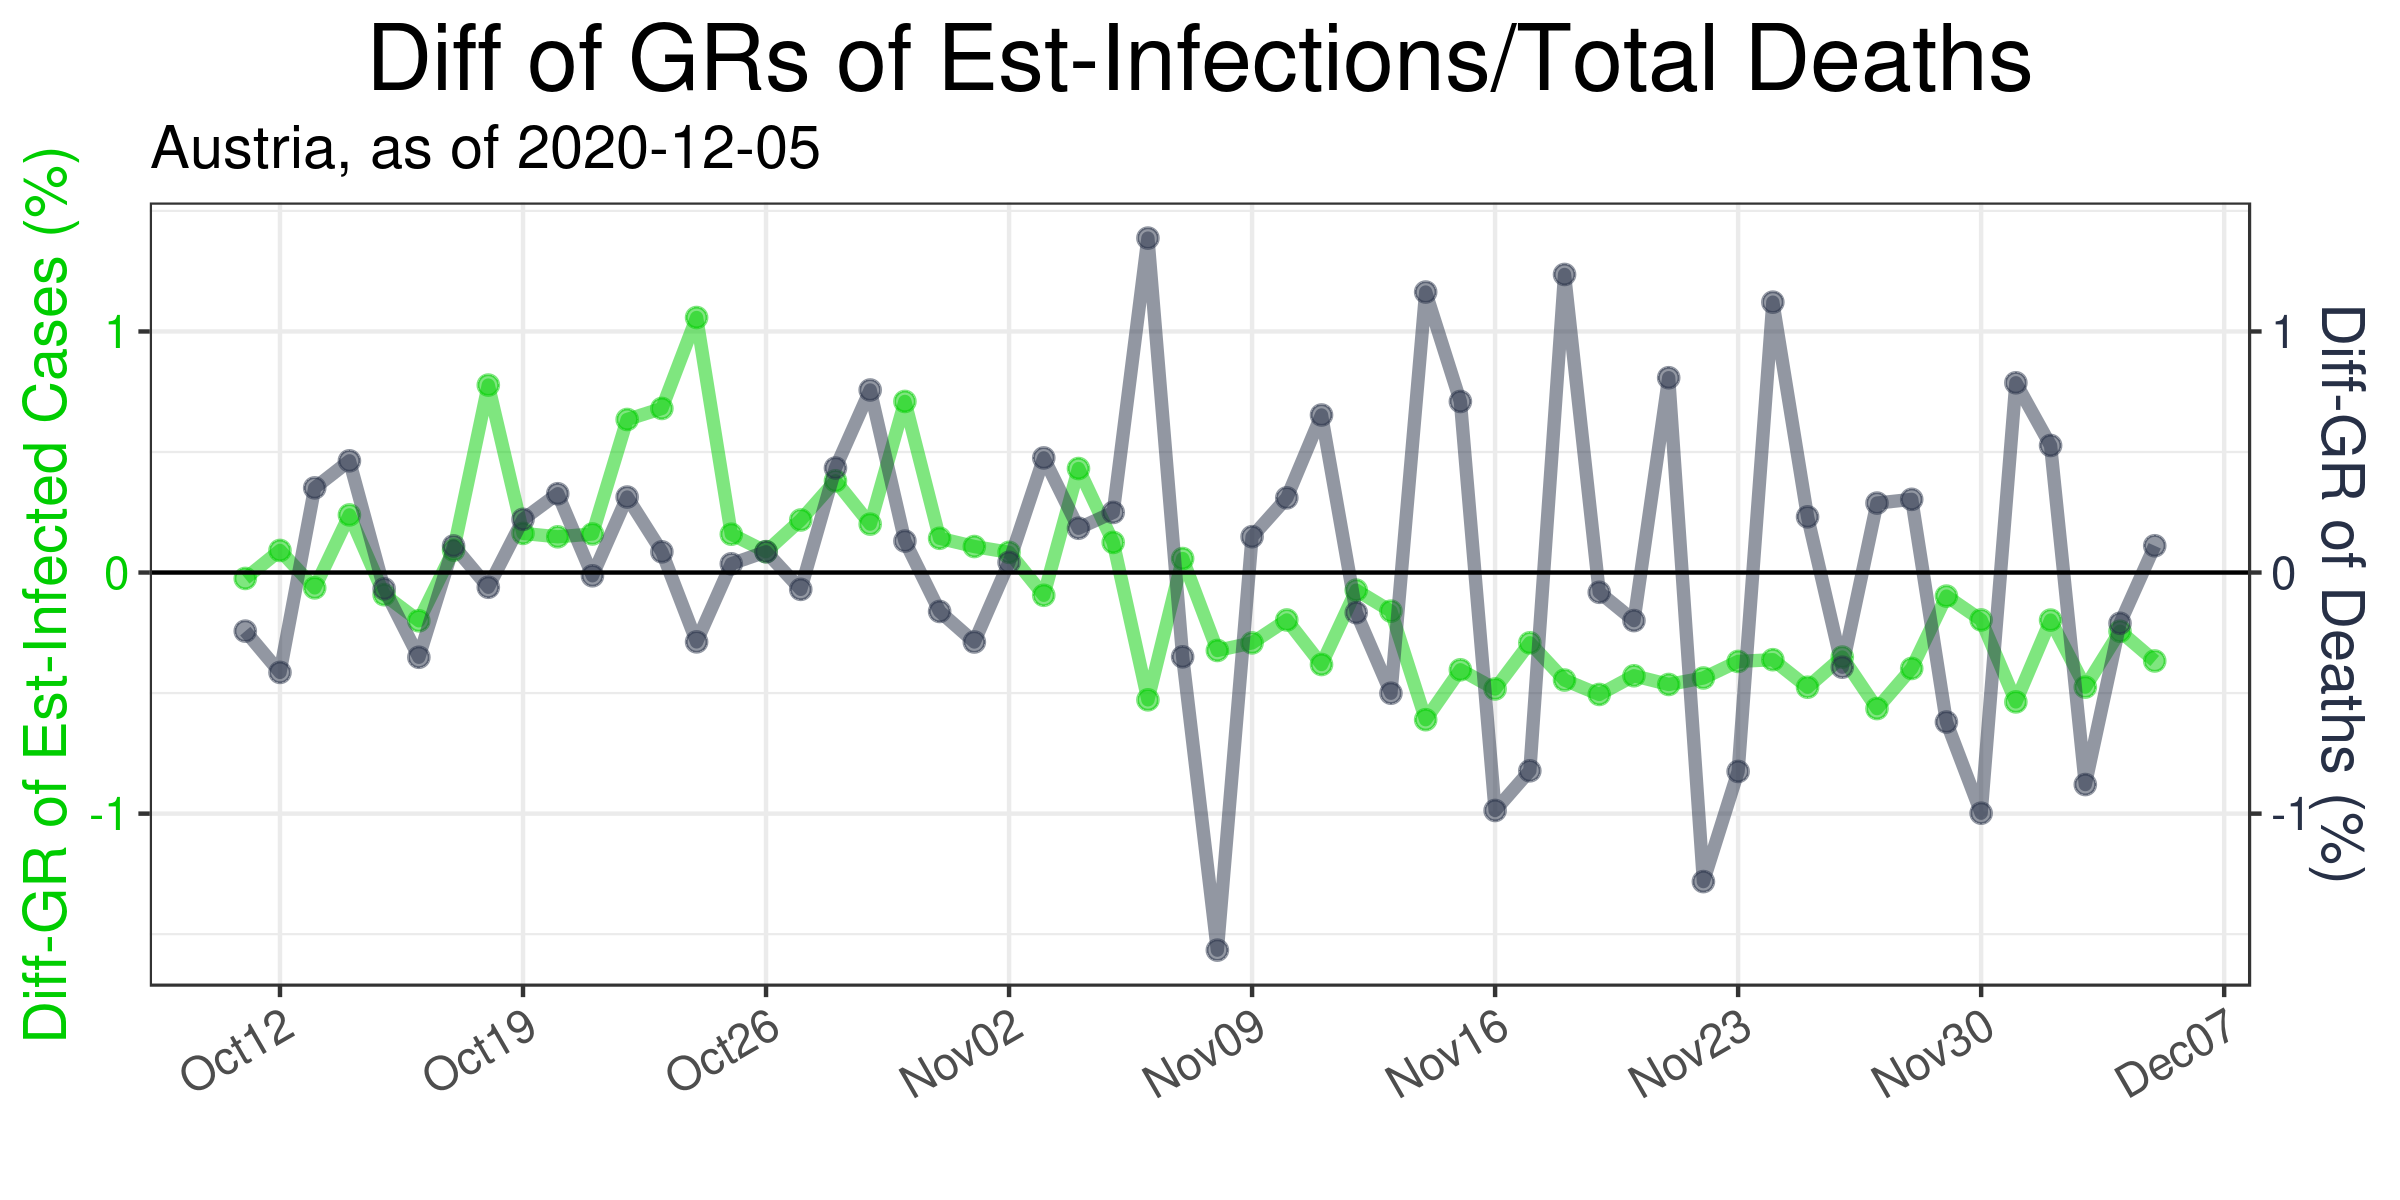 Diff of GRs of Est-Infections/Total Deaths
Austria, as of 2020-12-05
Diff-GR of Est-Infected Cases (%)
1
0
-1
1
0
-1
Diff-GR of Deaths (%)
Oct12
Oct19
Oct26
Nov02
Nov09
Nov16
Nov23
Nov30
Dec07